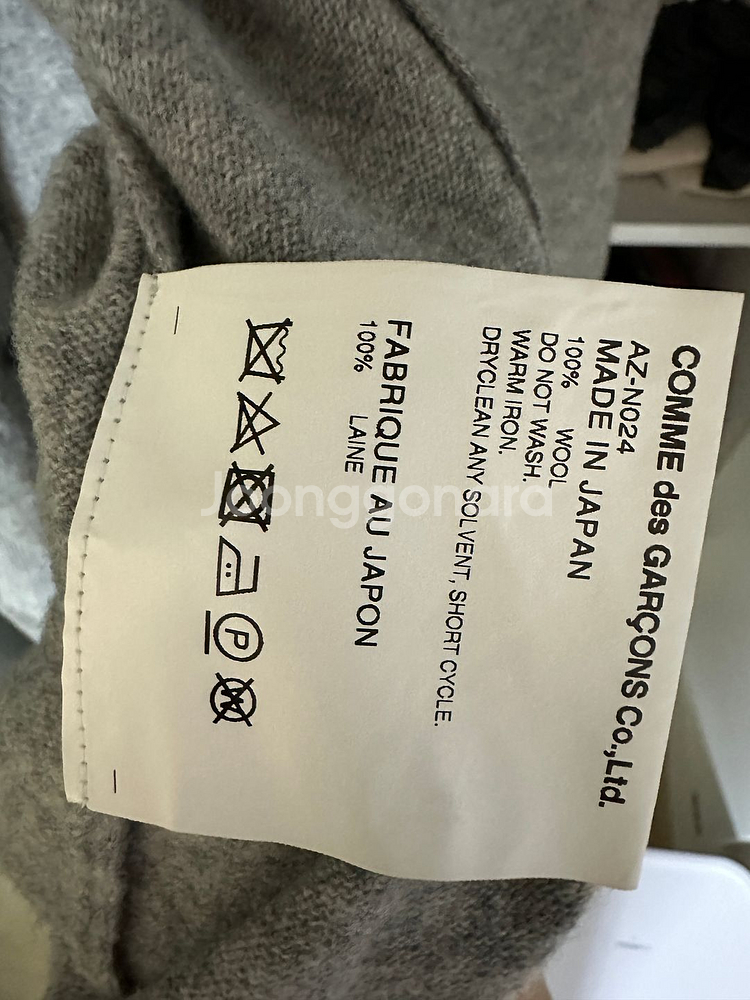 COMME des GARÇONS Co.,Ltd.
AZ-N024
MADE IN JAPAN
100% WOOL
DO NOT WASH.
WARM IRON.
DRYCLEAN ANY SOLVENT, SHORT CYCLE.
FABRIQUE AU JAPON
100% LAINE
P
W
Joonggonara